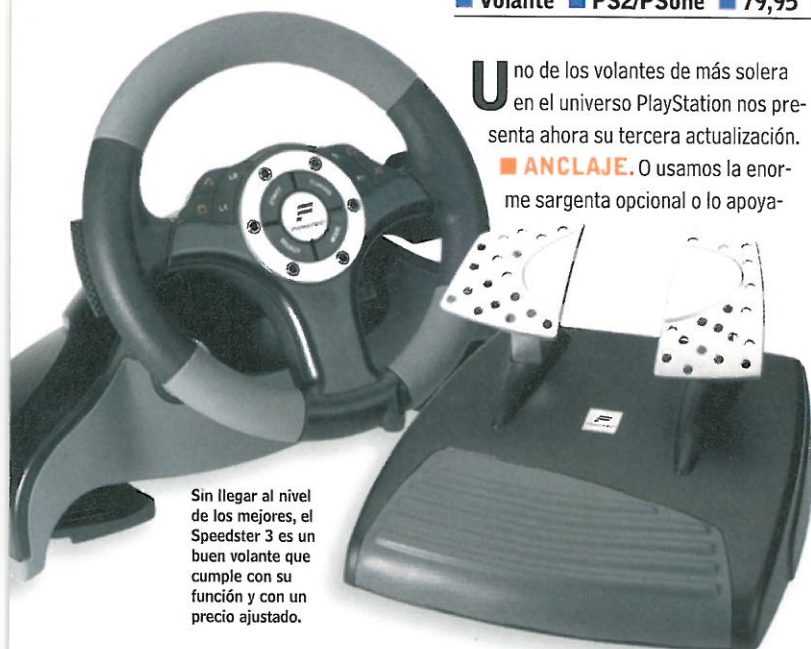 ■ Volante ■ PS2/PSone ■ 79,95
Uno de los volantes de más solera
en el universo PlayStation nos pre-
senta ahora su tercera actualización.
■ ANCLAJE. O usamos la enor-
me sargenta opcional o lo apoya-
Sin llegar al nivel
de los mejores, el
Speedster 3 es un
buen volante que
cumple con su
función y con un
precio ajustado.